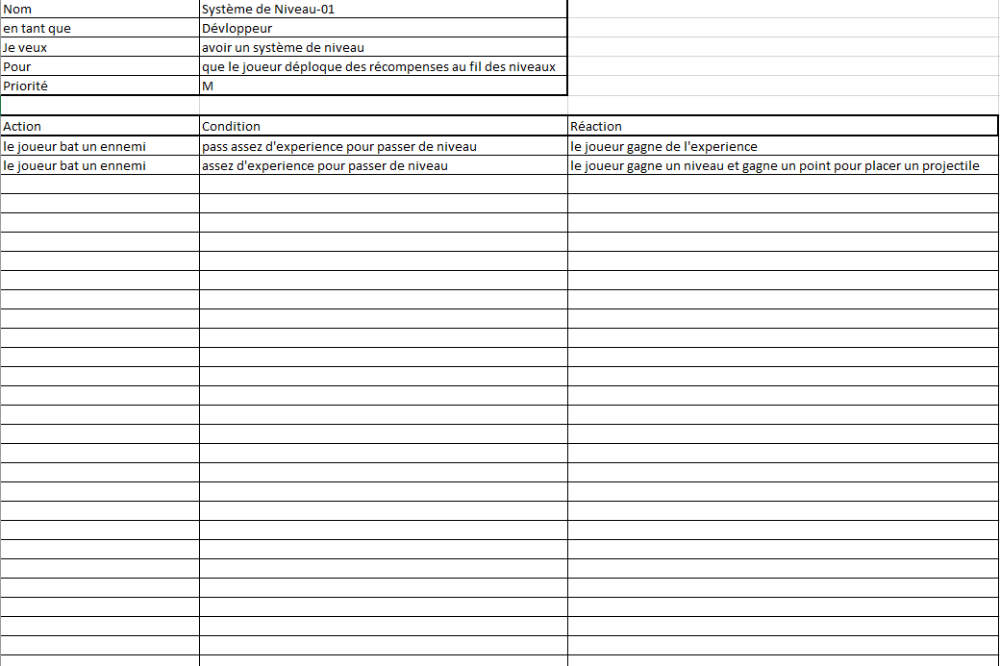 Nom Système de Niveau-01
en tant que Dévloppeur
Je veux avoir un système de niveau
Pour que le joueur déploque des récompenses au fil des niveaux
Priorité M
Action Condition Réaction
le joueur bat un ennemi pass assez d'experience pour passer de niveau le joueur gagne de l'experience
le joueur bat un ennemi assez d'experience pour passer de niveau le joueur gagne un niveau et gagne un point pour placer un projectile